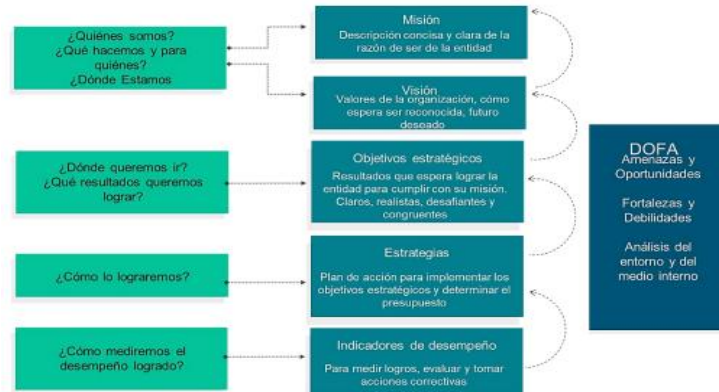 ¿Quiénes somos?
¿Qué hacemos y para
quiénes?
¿Dónde Estamos
Misión
Descripción concisa y clara de la
razón de ser de la entidad
Visión
Valores de la organización, cómo
espera ser reconocida, futuro
deseado
¿Dónde queremos ir?
¿Qué resultados queremos
lograr?
Objetivos estratégicos
Resultados que espera lograr la
entidad para cumplir con su misión.
Claros, realistas, desafiantes y
congruentes
¿Cómo lo lograremos?
Estrategias
Plan de acción para implementar los
objetivos estratégicos y determinar el
presupuesto
¿Cómo mediremos el
desempeño logrado?
Indicadores de desempeño
Para medir logros, evaluar y tomar
acciones correctivas
DOFA
Amenazas y
Oportunidades
Fortalezas y
Debilidades
Análisis del
entorno y del
medio interno